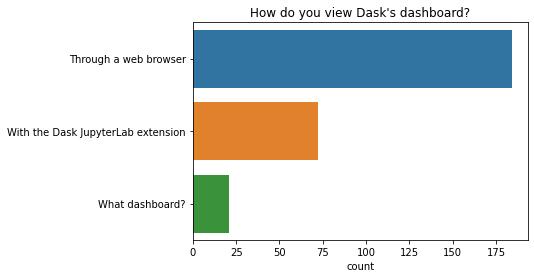 How do you view Dask's dashboard?
Through a web browser
With the Dask JupyterLab extension
What dashboard?
0 25 50 75 100 125 150 175
count